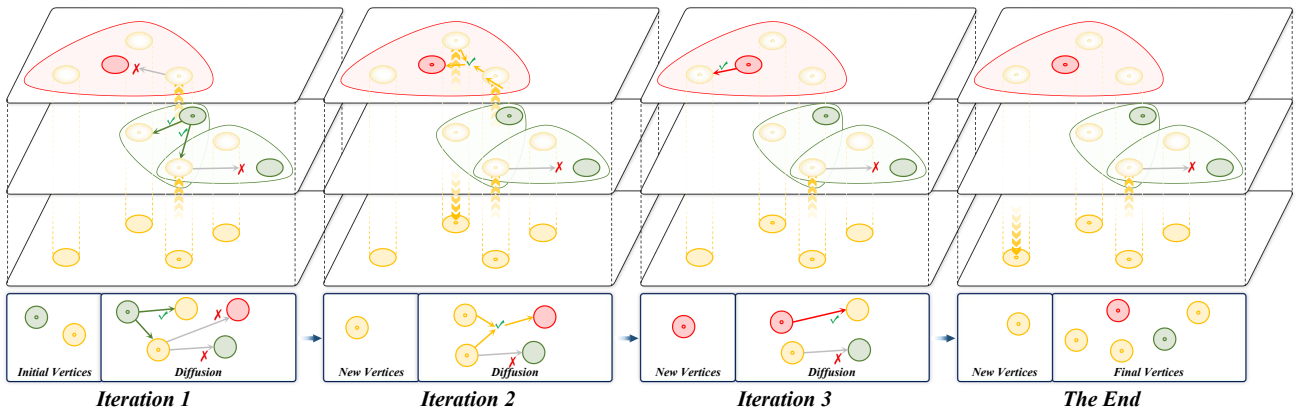 Initial Vertices Diffusion New Vertices Diffusion New Vertices Diffusion New Vertices Final Vertices
Iteration 1 Iteration 2 Iteration 3 The End